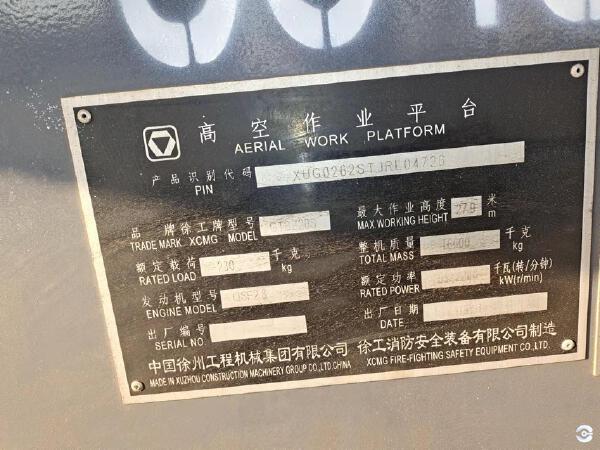 高空作业平台
AERIAL WORK PLATFORM
产品识别代码
PIN
品牌徐工牌型号
TRADE MARK XCMG MODEL
最大作业高度 27.9 米
MAX.WORKING HEIGHT m
额定载荷 230 千克
RATED LOAD kg
整机质量 千克
TOTAL MASS kg
发动机型号
ENGINE MODEL
额定功率 千瓦(转/分钟)
RATED POWER kW(r/min)
出厂编号
SERIAL NO
出厂日期
DATE
中国徐州工程机械集团有限公司 徐工消防安全装备有限公司制造
MADE IN XUZHOU CONSTRUCTION MACHINERY GROUP CO.,LTD,CHINA XCMG FIRE-FIGHTING SAFETY EQUIPMENT CO.,LTD.